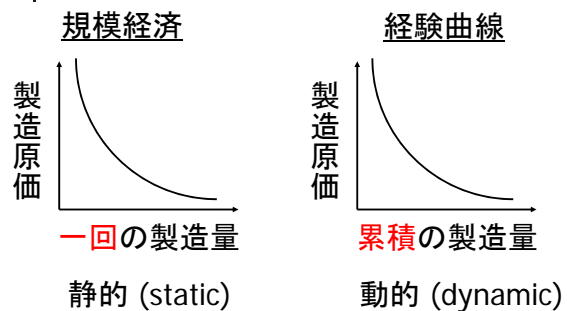 規模経済
製造原価
一回の製造量
静的 (static)
経験曲線
製造原価
累積の製造量
動的 (dynamic)